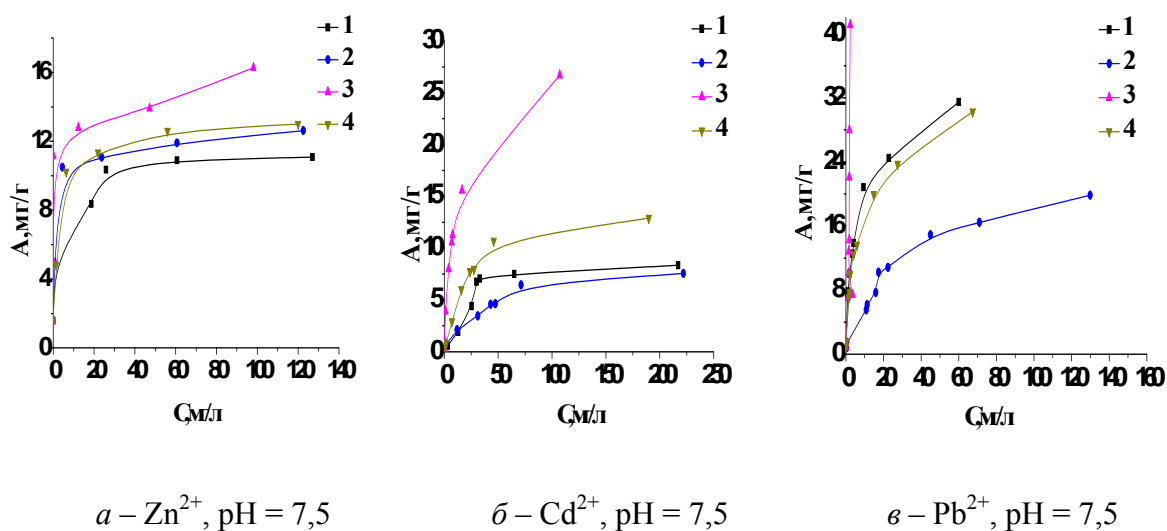 16
12
8
4
0
А,мг/г
0 20 40 60 80 100 120 140
С,мг/л
1
2
3
4
30
25
20
15
10
5
0
А,мг/г
0 50 100 150 200 250
С,мг/л
1
2
3
4
40
32
24
16
8
0
А,мг/г
0 20 40 60 80 100 120 140 160
С,мг/л
1
2
3
4
а – Zn²⁺, pH = 7,5
б – Cd²⁺, pH = 7,5
в – Pb²⁺, pH = 7,5